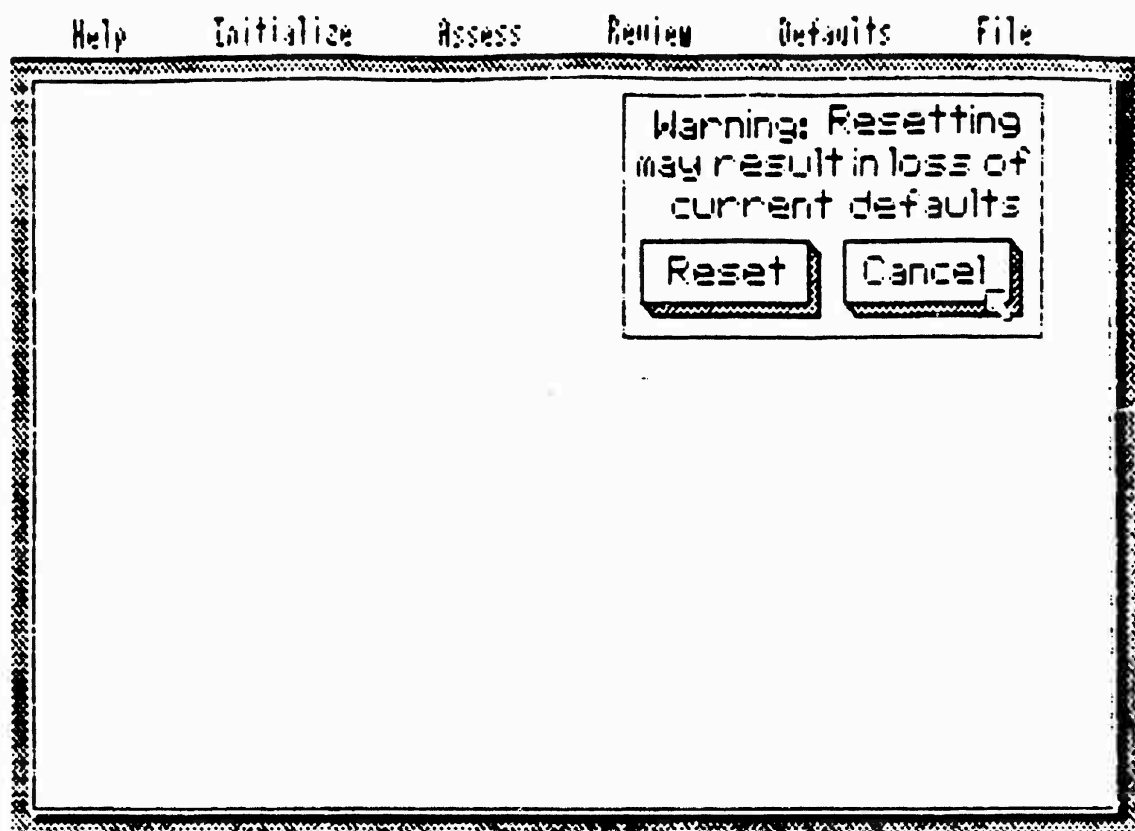 Help Initialize Assess Review Defaults File
Warning: Resetting
may result in loss of
current defaults
Reset Cancel